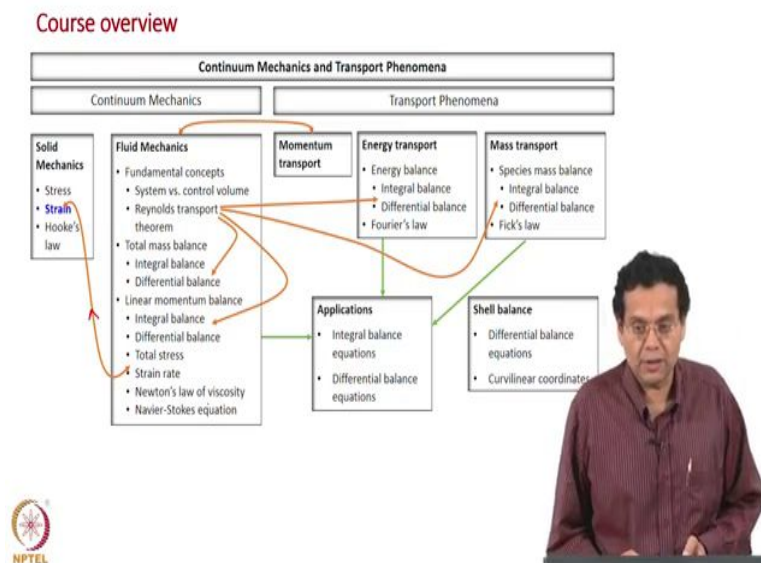 Course overview
Continuum Mechanics and Transport Phenomena
Continuum Mechanics
Transport Phenomena
Solid
Mechanics
• Stress
• Strain
• Hooke's
law
Fluid Mechanics
• Fundamental concepts
• System vs. control volume
• Reynolds transport
theorem
• Total mass balance
• Integral balance
• Differential balance
• Linear momentum balance
• Integral balance
• Differential balance
• Total stress
• Strain rate
• Newton's law of viscosity
• Navier-Stokes equation
Momentum
transport
Energy transport
• Energy balance
• Integral balance
• Differential balance
• Fourier's law
Mass transport
• Species mass balance
• Integral balance
• Differential balance
• Fick's law
Applications
• Integral balance
equations
• Differential balance
equations
Shell balance
• Differential balance
equations
• Curvilinear coordinates
NPTEL